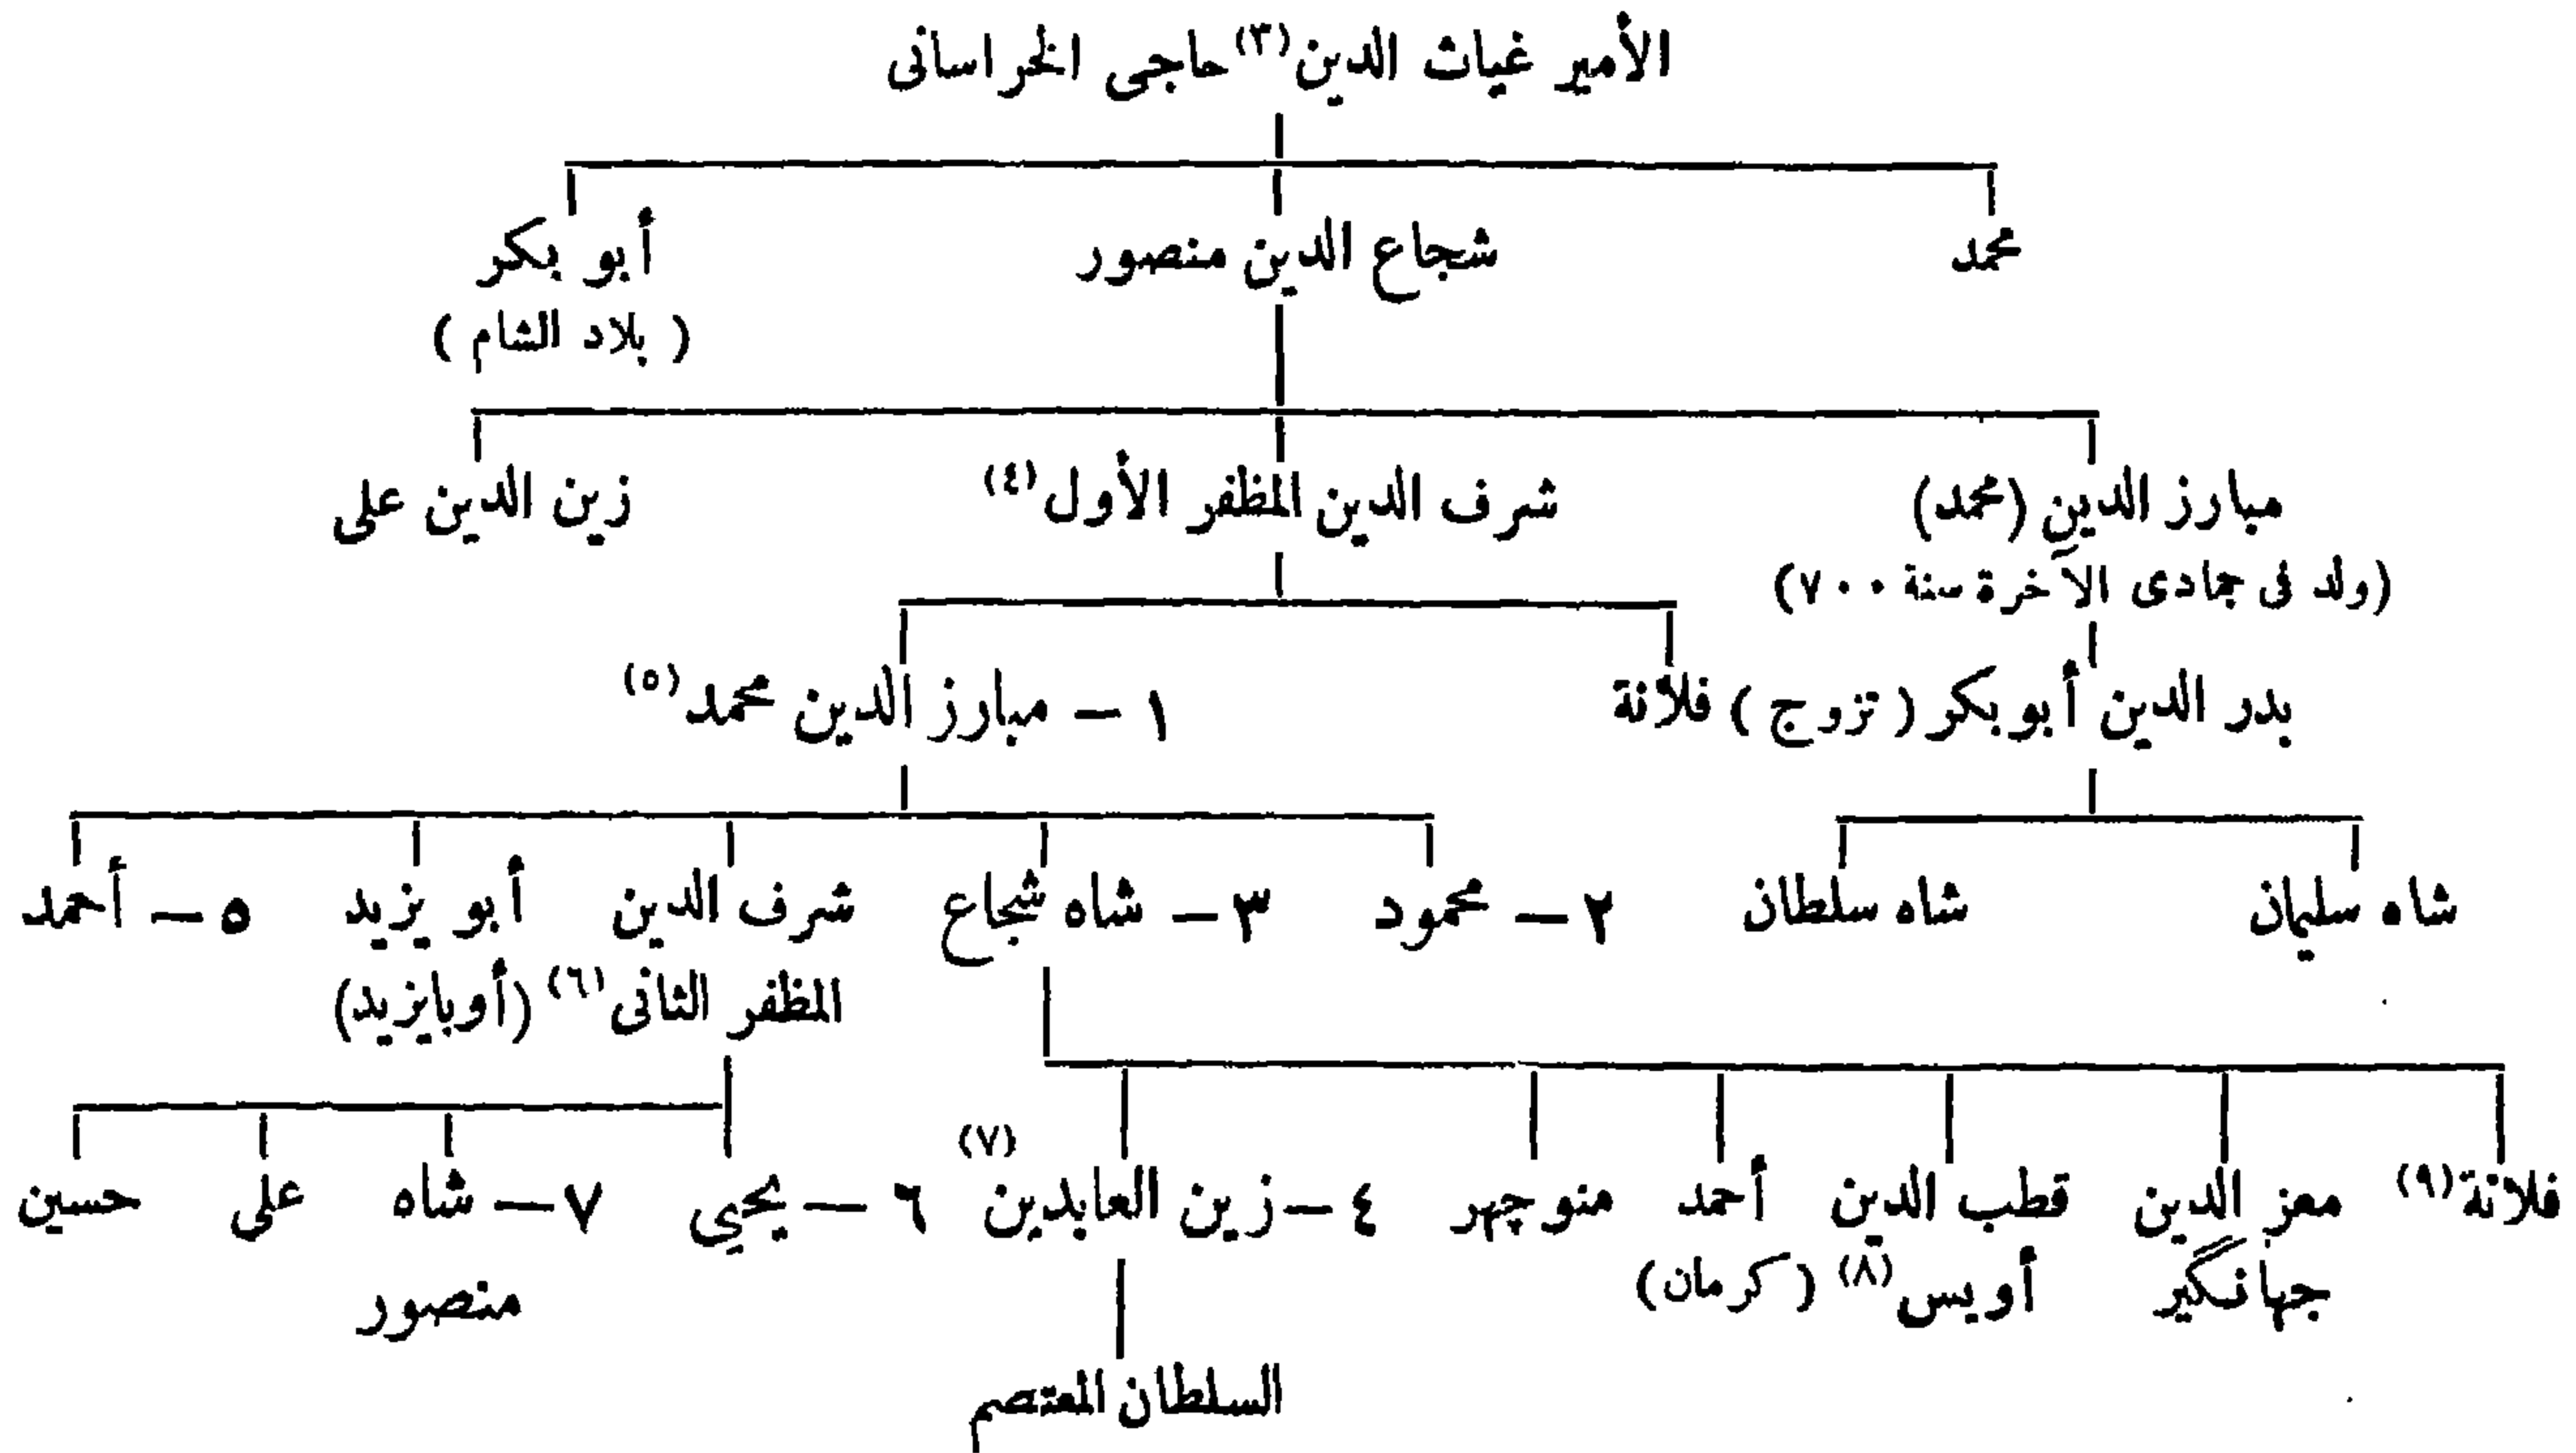 الأمير غياث الدين (٣) حاجى الخراسانى
محمد شجاع الدين منصور أبو بكر
( بلاد الشام )
مبارز الدين (محمد) شرف الدين المظفر الأول (٤) زين الدين على
(ولد فى جمادى الآخرة سنة ٧٠٠)
بدر الدين أبو بكر ( تزوج ) فلانة ١ – مبارز الدين محمد (٥)
شاه سليمان شاه سلطان ٢ – محمود ٣ – شاه شجاع شرف الدين أبو يزيد ٥ – أحمد
المظفر الثانى (٦) (أوبايزيد)
فلانة (٩) معز الدين قطب الدين أحمد منوچهر ٤ – زين العابدين (٧) ٦ – يحيي ٧ – شاه على حسين
جهانگير أويس (٨) (كرمان) منصور
السلطان المعتصم